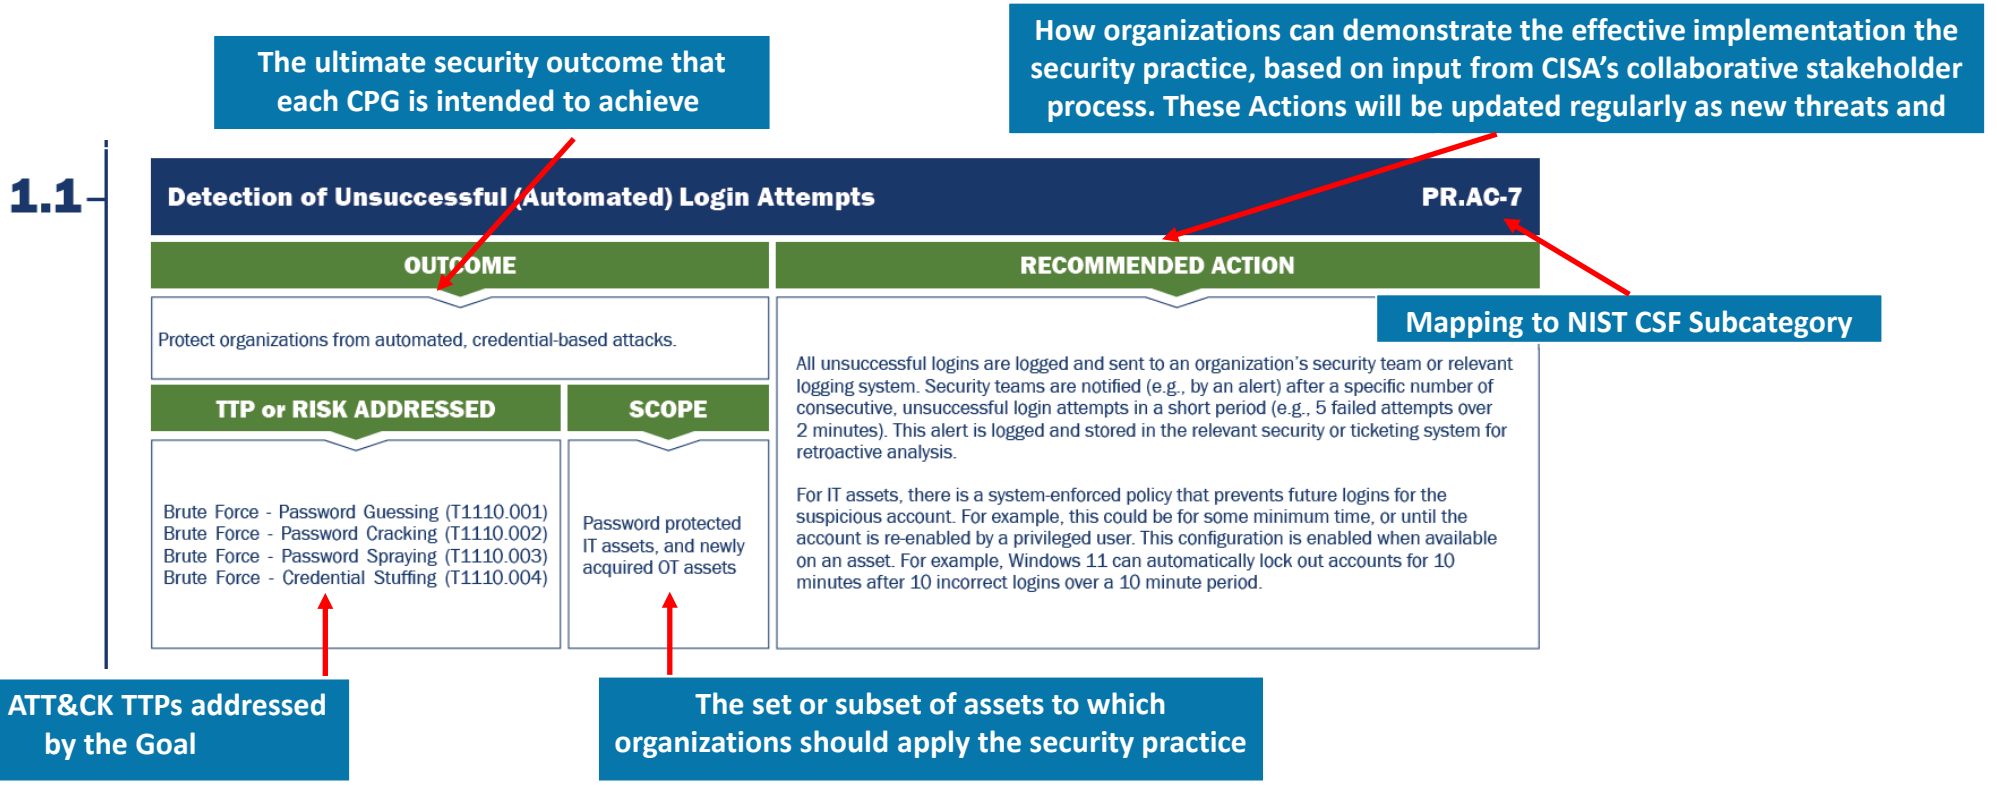 The ultimate security outcome that
each CPG is intended to achieve
How organizations can demonstrate the effective implementation the
security practice, based on input from CISA's collaborative stakeholder
process. These Actions will be updated regularly as new threats and
1.1
Detection of Unsuccessful (Automated) Login Attempts
PR.AC-7
OUTCOME
RECOMMENDED ACTION
Mapping to NIST CSF Subcategory
Protect organizations from automated, credential-based attacks.
TTP or RISK ADDRESSED
SCOPE
Brute Force - Password Guessing (T1110.001)
Brute Force - Password Cracking (T1110.002)
Brute Force - Password Spraying (T1110.003)
Brute Force - Credential Stuffing (T1110.004)
Password protected
IT assets, and newly
acquired OT assets
All unsuccessful logins are logged and sent to an organization's security team or relevant
logging system. Security teams are notified (e.g., by an alert) after a specific number of
consecutive, unsuccessful login attempts in a short period (e.g., 5 failed attempts over
2 minutes). This alert is logged and stored in the relevant security or ticketing system for
retroactive analysis.
For IT assets, there is a system-enforced policy that prevents future logins for the
suspicious account. For example, this could be for some minimum time, or until the
account is re-enabled by a privileged user. This configuration is enabled when available
on an asset. For example, Windows 11 can automatically lock out accounts for 10
minutes after 10 incorrect logins over a 10 minute period.
ATT&CK TTPs addressed
by the Goal
The set or subset of assets to which
organizations should apply the security practice